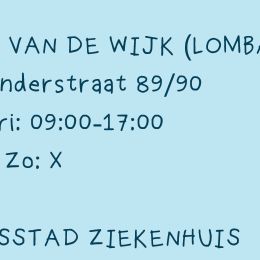 VAN DE WIJK (LOMBA
nderstraat 89/90
ri: 09:00-17:00
Zo: X
SSTAD ZIEKENHUIS